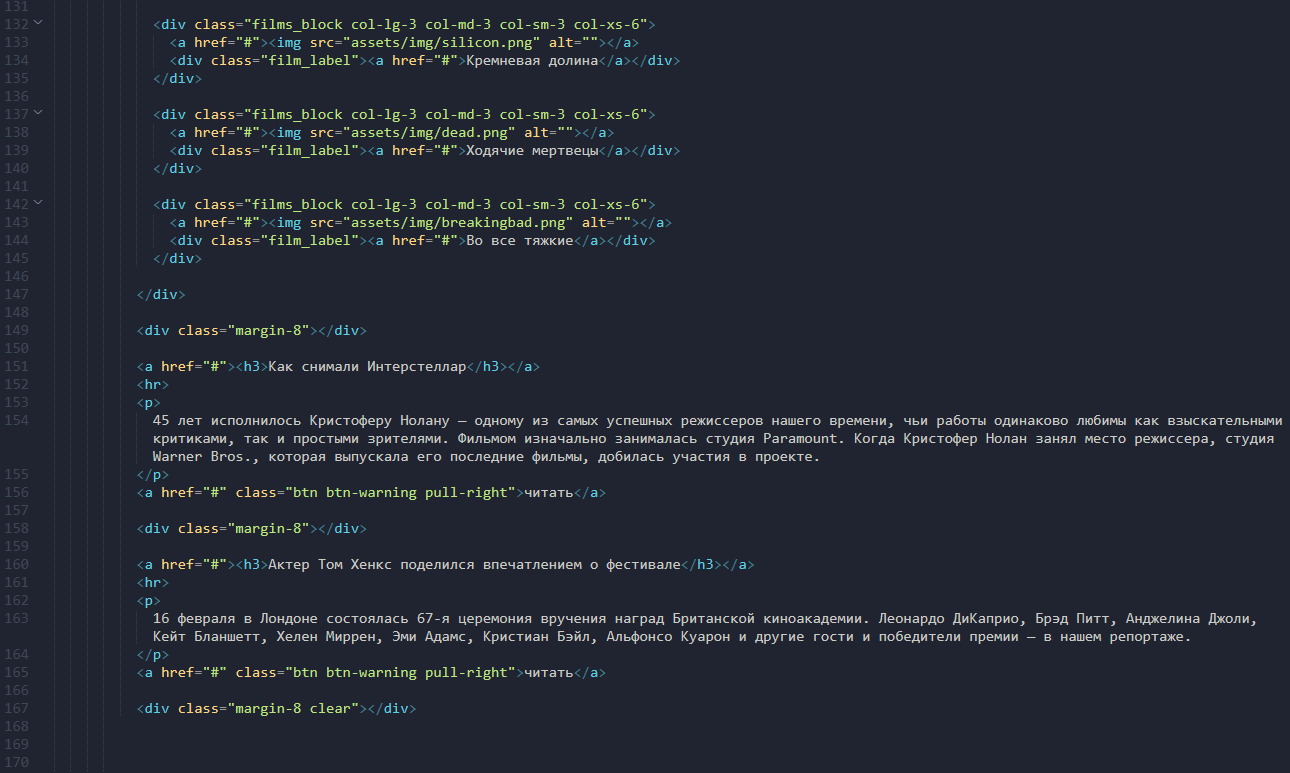 131
132 <div class="films_block col-lg-3 col-md-3 col-sm-3 col-xs-6">
133 <a href="#"><img src="assets/img/silicon.png" alt=""></a>
134 <div class="film_label"><a href="#">Кремневая долина</a></div>
135 </div>
136
137 <div class="films_block col-lg-3 col-md-3 col-sm-3 col-xs-6">
138 <a href="#"><img src="assets/img/dead.png" alt=""></a>
139 <div class="film_label"><a href="#">Ходячие мертвецы</a></div>
140 </div>
141
142 <div class="films_block col-lg-3 col-md-3 col-sm-3 col-xs-6">
143 <a href="#"><img src="assets/img/breakingbad.png" alt=""></a>
144 <div class="film_label"><a href="#">Во все тяжкие</a></div>
145 </div>
146
147 </div>
148
149 <div class="margin-8"></div>
150
151 <a href="#"><h3>Как снимали Интерстеллар</h3></a>
152 <hr>
153 <p>
154 45 лет исполнилось Кристоферу Нолану – одному из самых успешных режиссеров нашего времени, чьи работы одинаково любимы как взыскательными
критиками, так и простыми зрителями. Фильмом изначально занималась студия Paramount. Когда Кристофер Нолан занял место режиссера, студия
Warner Bros., которая выпускала его последние фильмы, добилась участия в проекте.
155 </p>
156 <a href="#" class="btn btn-warning pull-right">читать</a>
157
158 <div class="margin-8"></div>
159
160 <a href="#"><h3>Актер Том Хенкс поделился впечатлением о фестивале</h3></a>
161 <hr>
162 <p>
163 16 февраля в Лондоне состоялась 67-я церемония вручения наград Британской киноакадемии. Леонардо ДиКаприо, Брэд Питт, Анджелина Джоли,
Кейт Бланшетт, Хелен Миррен, Эми Адамс, Кристиан Бэйл, Альфонсо Куарон и другие гости и победители премии – в нашем репортаже.
164 </p>
165 <a href="#" class="btn btn-warning pull-right">читать</a>
166
167 <div class="margin-8 clear"></div>
168
169
170